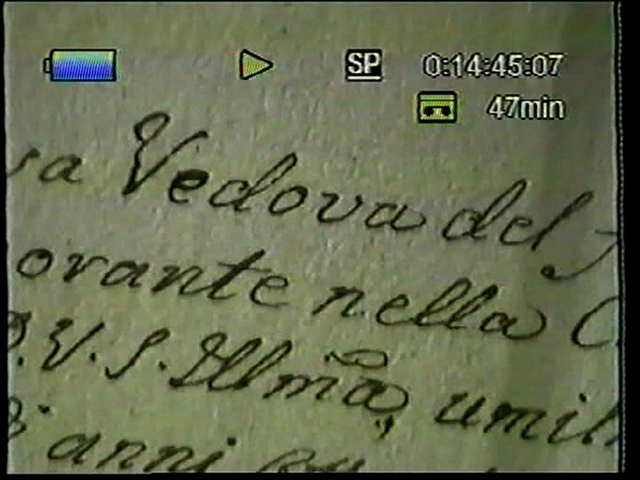 SP 0:14:45:07
47min
Vedova del
orante nella
V. S. Illma, umil
anni